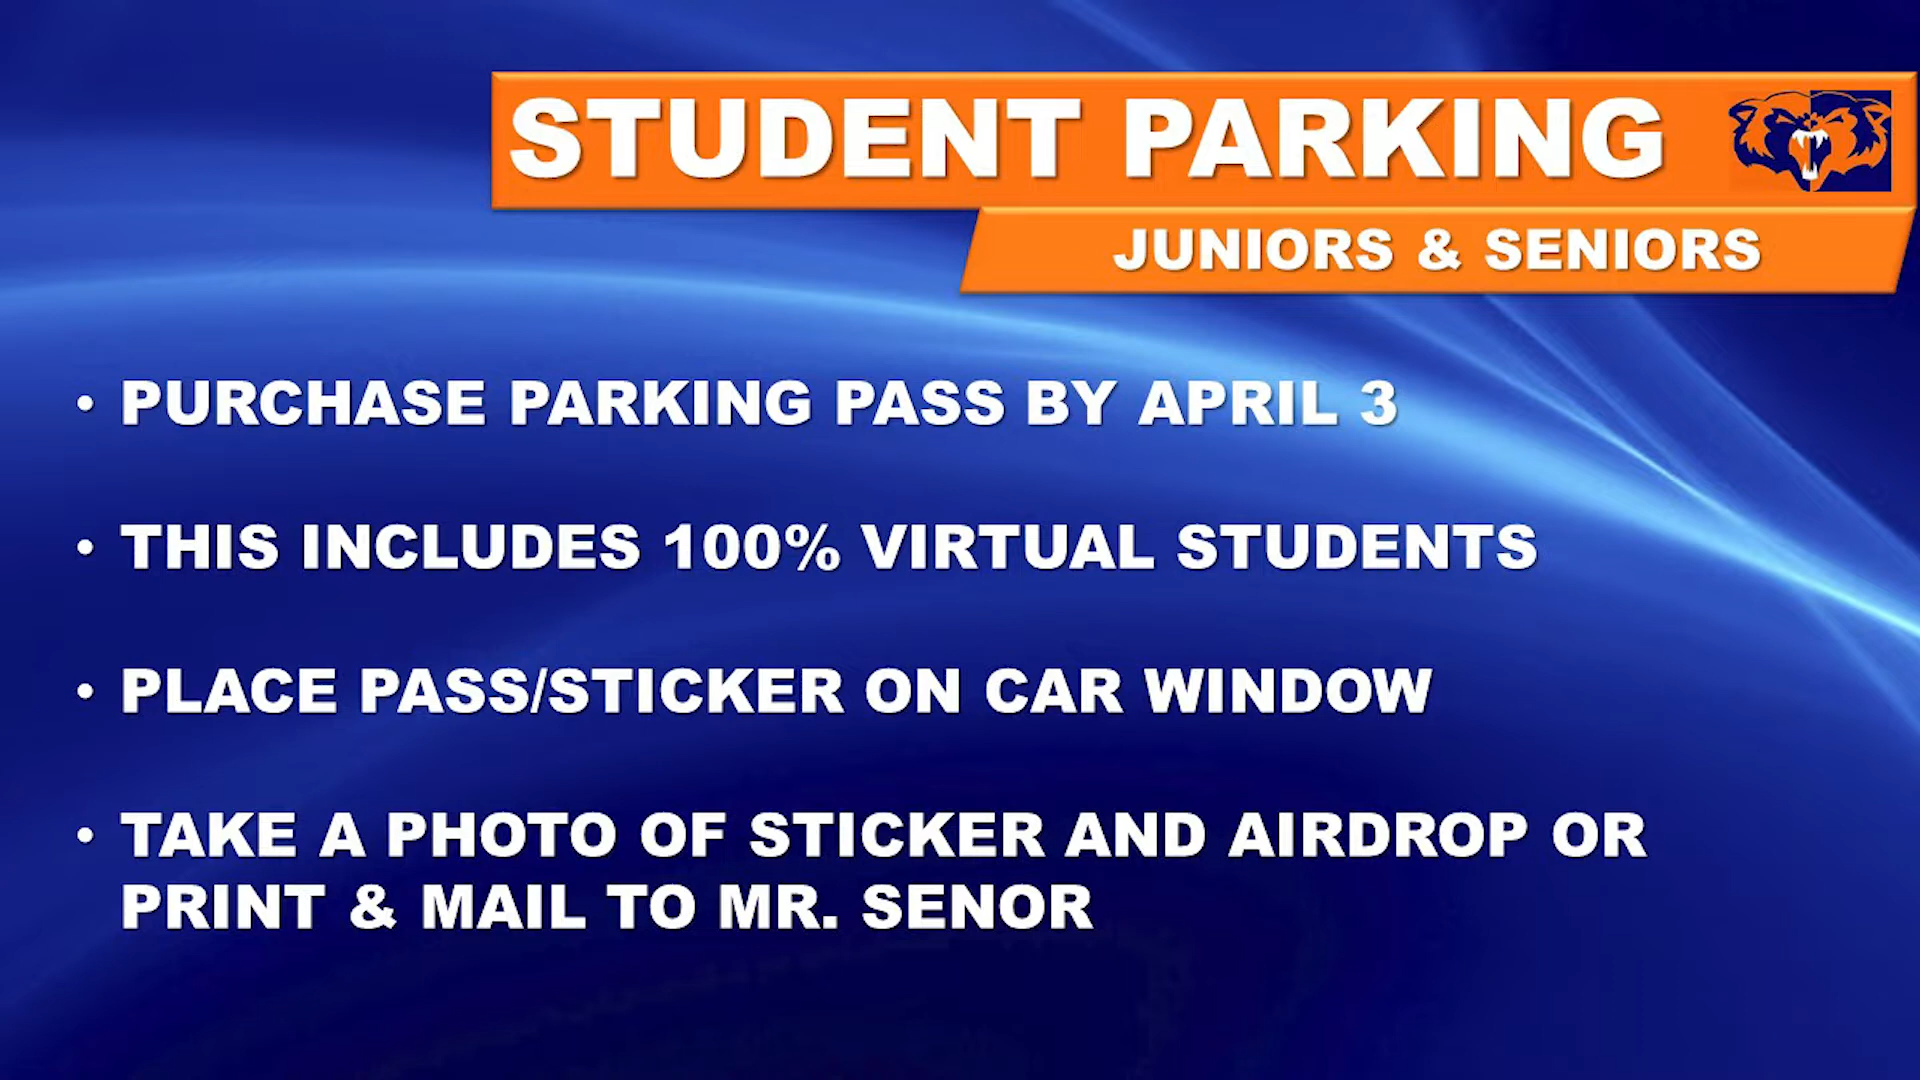 STUDENT PARKING
JUNIORS & SENIORS
• PURCHASE PARKING PASS BY APRIL 3
• THIS INCLUDES 100% VIRTUAL STUDENTS
• PLACE PASS/STICKER ON CAR WINDOW
• TAKE A PHOTO OF STICKER AND AIRDROP OR
PRINT & MAIL TO MR. SENOR